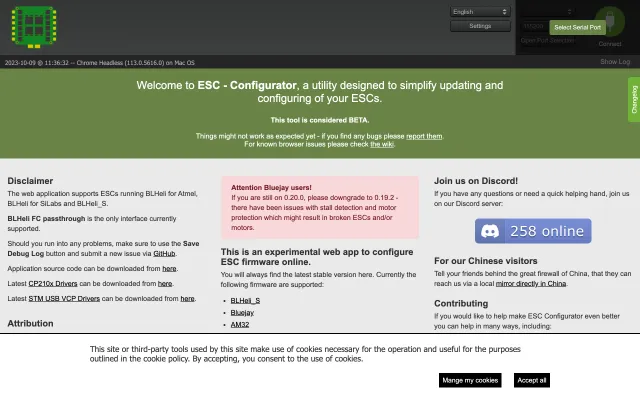 English
Settings
Select Serial Port
Connect
2023-10-09 @ 11:36:32 -- Chrome Headless (113.0.5616.0) on Mac OS
Show Log
Changelog
Welcome to ESC - Configurator, a utility designed to simplify updating and
configuring of your ESCs.
This tool is considered BETA.
Things might not work as expected yet - if you find any bugs please report them.
For known browser issues please check the wiki.
Disclaimer
The web application supports ESCs running BLHeli for Atmel,
BLHeli for SiLabs and BLHeli_S.
BLHeli FC passthrough is the only interface currently
supported.
Should you run into any problems, make sure to use the Save
Debug Log button and submit a new issue via GitHub.
Application source code can be downloaded from here.
Latest CP210x Drivers can be downloaded from here.
Latest STM USB VCP Drivers can be downloaded from here.
Attribution
Attention Bluejay users!
If you are still on 0.20.0, please downgrade to 0.19.2 -
there have been issues with stall detection and motor
protection which might result in broken ESCs and/or
motors.
This is an experimental web app to configure
ESC firmware online.
You will always find the latest stable version here. Currently the
following firmware are supported:
• BLHeli_S
• Bluejay
• AM32
Join us on Discord!
If you have any questions or need a quick helping hand, join us
on our Discord server:
258 online
For our Chinese visitors
Tell your friends behind the great firewall of China, that they can
reach us via a local mirror directly in China.
Contributing
If you would like to help make ESC Configurator even better
you can help in many ways, including:
This site or third-party tools used by this site make use of cookies necessary for the operation and useful for the purposes
outlined in the cookie policy. By accepting, you consent to the use of cookies.
Mange my cookies
Accept all